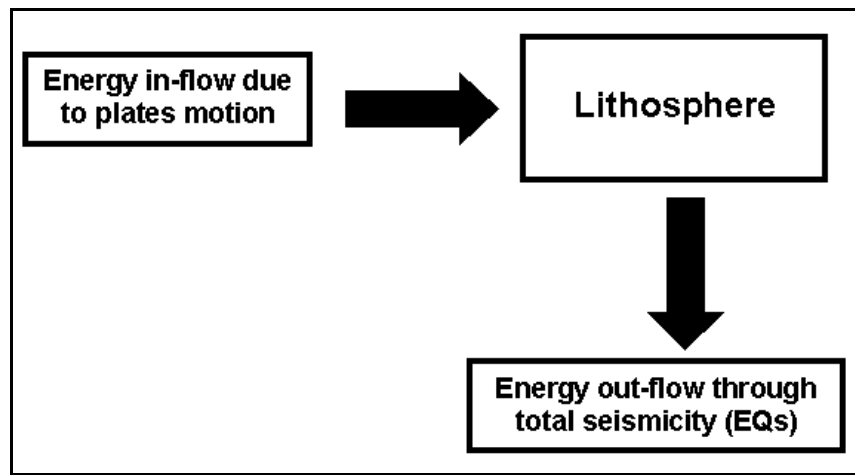 Energy in-flow due
to plates motion
Lithosphere
Energy out-flow through
total seismicity (EQs)